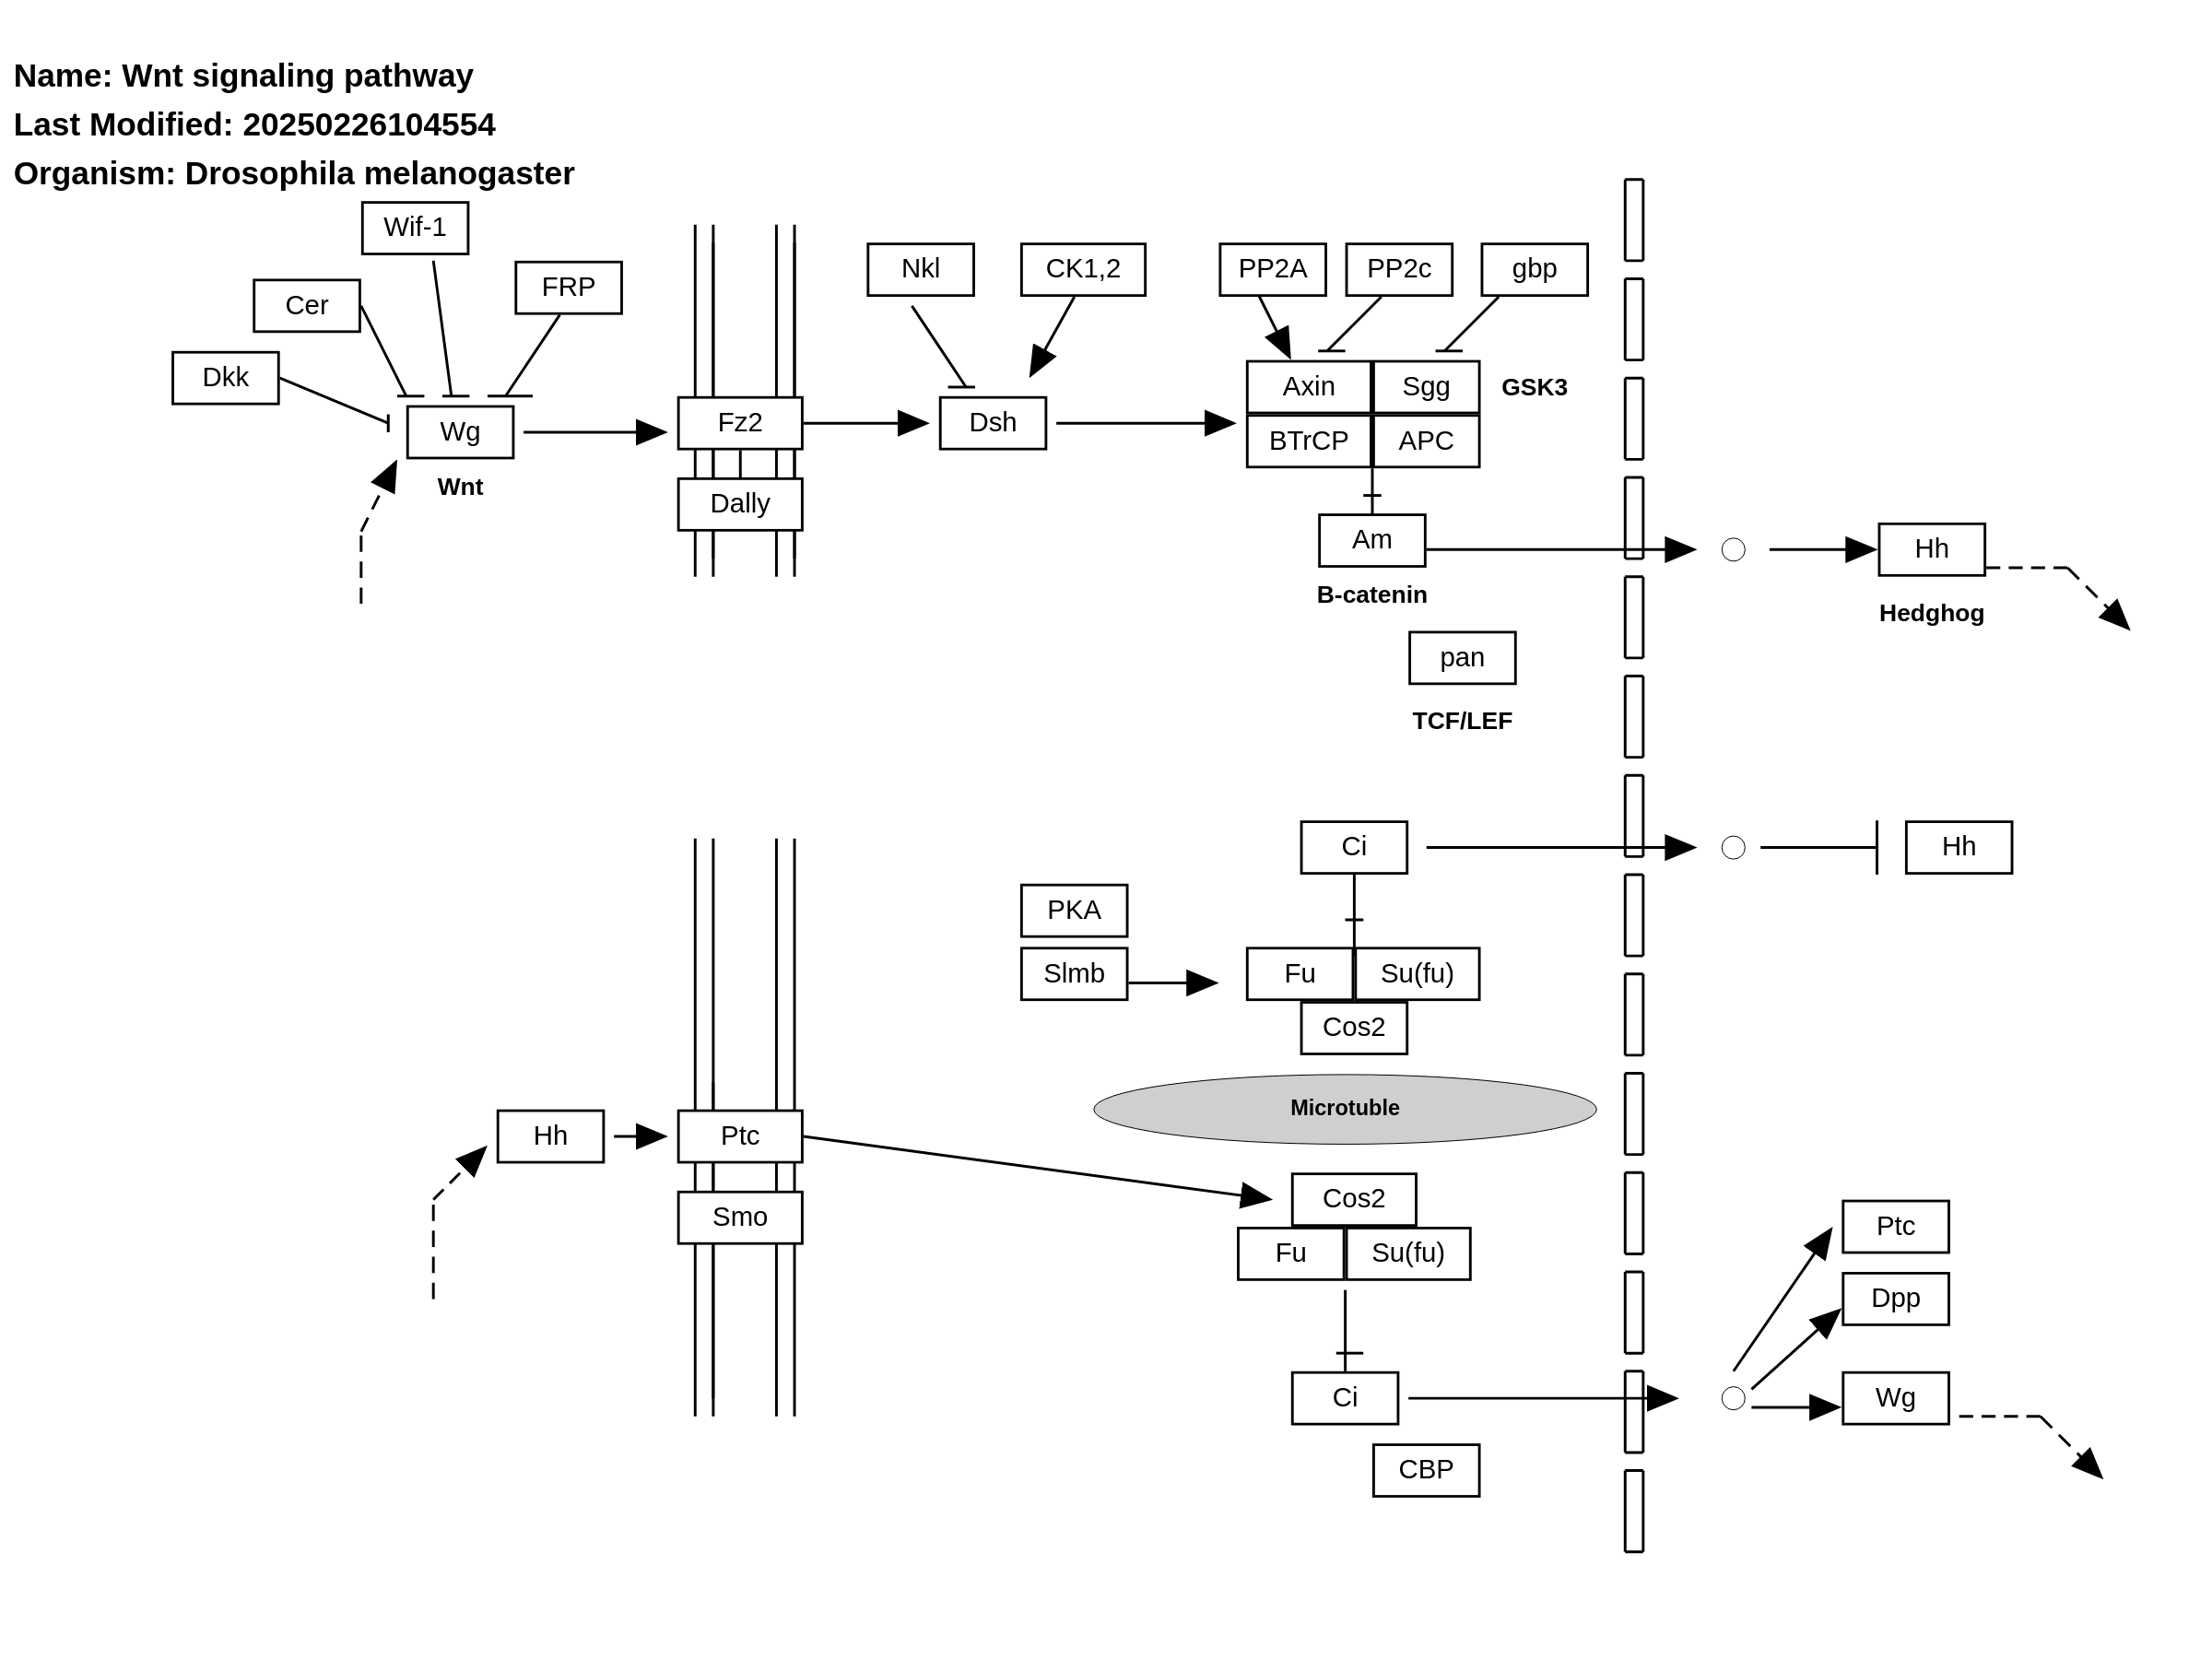 Name: Wnt signaling pathway
Last Modified: 20250226104554
Organism: Drosophila melanogaster
Wif-1
Cer
FRP
Dkk
Wg
Wnt
Fz2
Dally
Nkl
CK1,2
Dsh
PP2A
PP2c
gbp
Axin
Sgg
GSK3
BTrCP
APC
Am
B-catenin
Hh
Hedghog
pan
TCF/LEF
Ci
Hh
PKA
Slmb
Fu
Su(fu)
Cos2
Microtuble
Hh
Ptc
Smo
Cos2
Fu
Su(fu)
Ptc
Dpp
Ci
Wg
CBP